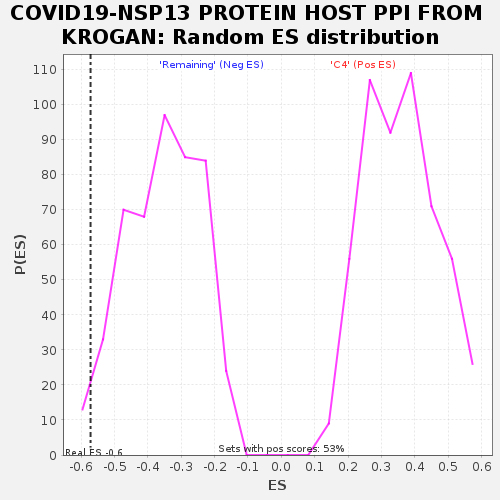 COVID19-NSP13 PROTEIN HOST PPI FROM
KROGAN: Random ES distribution
'Remaining' (Neg ES)
'C4' (Pos ES)
110
100
90
80
70
60
50
40
30
20
10
0
P(ES)
Real ES -0.6
Sets with pos scores: 53%
-0.6 -0.5 -0.4 -0.3 -0.2 -0.1 0.0 0.1 0.2 0.3 0.4 0.5 0.6
ES